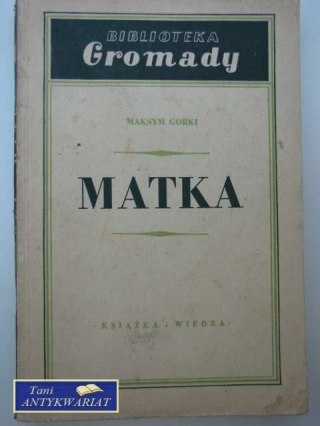 BIBLIOTEKA
Gromady
MAKSYM GORKI
MATKA
·KSIĄŻKA i WIEDZA·
Tani
ANTYKWARIAT